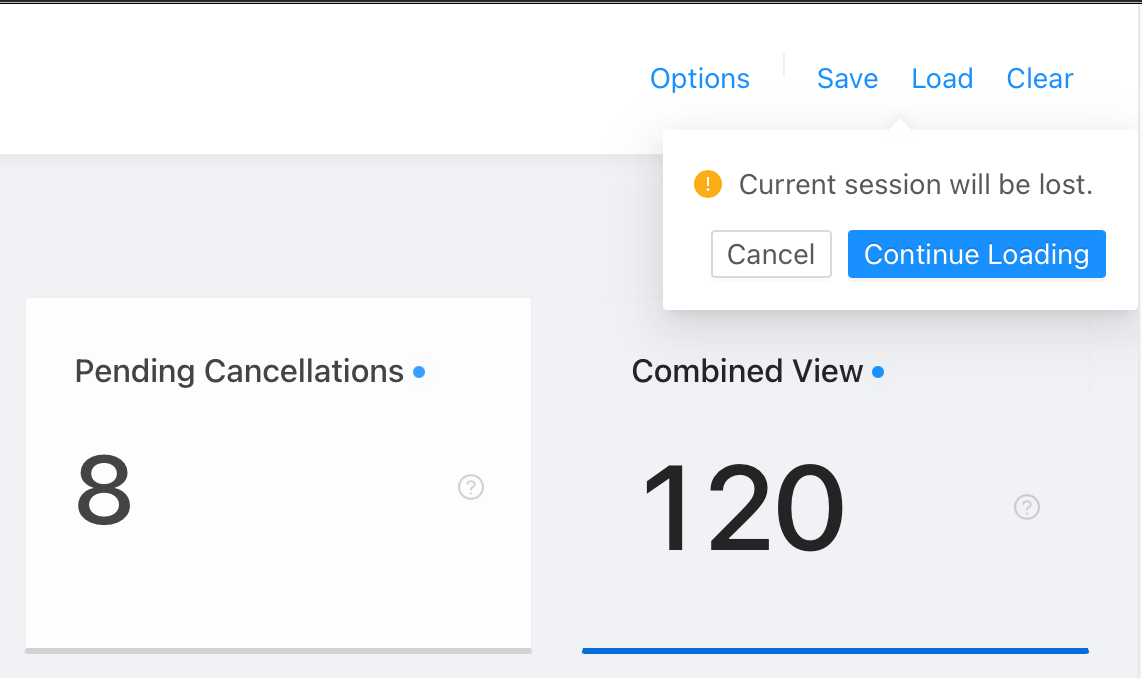 Options Save Load Clear
! Current session will be lost.
Cancel Continue Loading
Pending Cancellations
8
?
Combined View
120
?